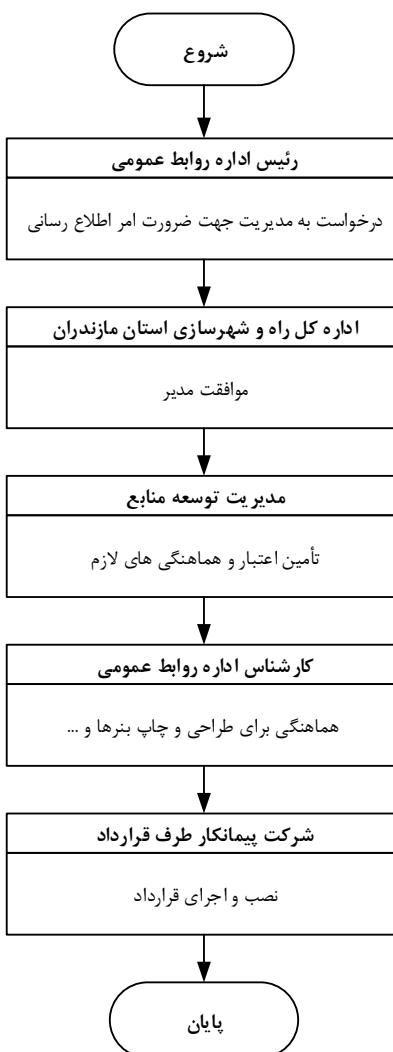 شروع
رئیس اداره روابط عمومی
درخواست به مدیریت جهت ضرورت امر اطلاع رسانی
اداره کل راه و شهرسازی استان مازندران
موافقت مدیر
مدیریت توسعه منابع
تأمین اعتبار و هماهنگی های لازم
کارشناس اداره روابط عمومی
هماهنگی برای طراحی و چاپ بنرها و ...
شرکت پیمانکار طرف قرارداد
نصب و اجرای قرارداد
پایان